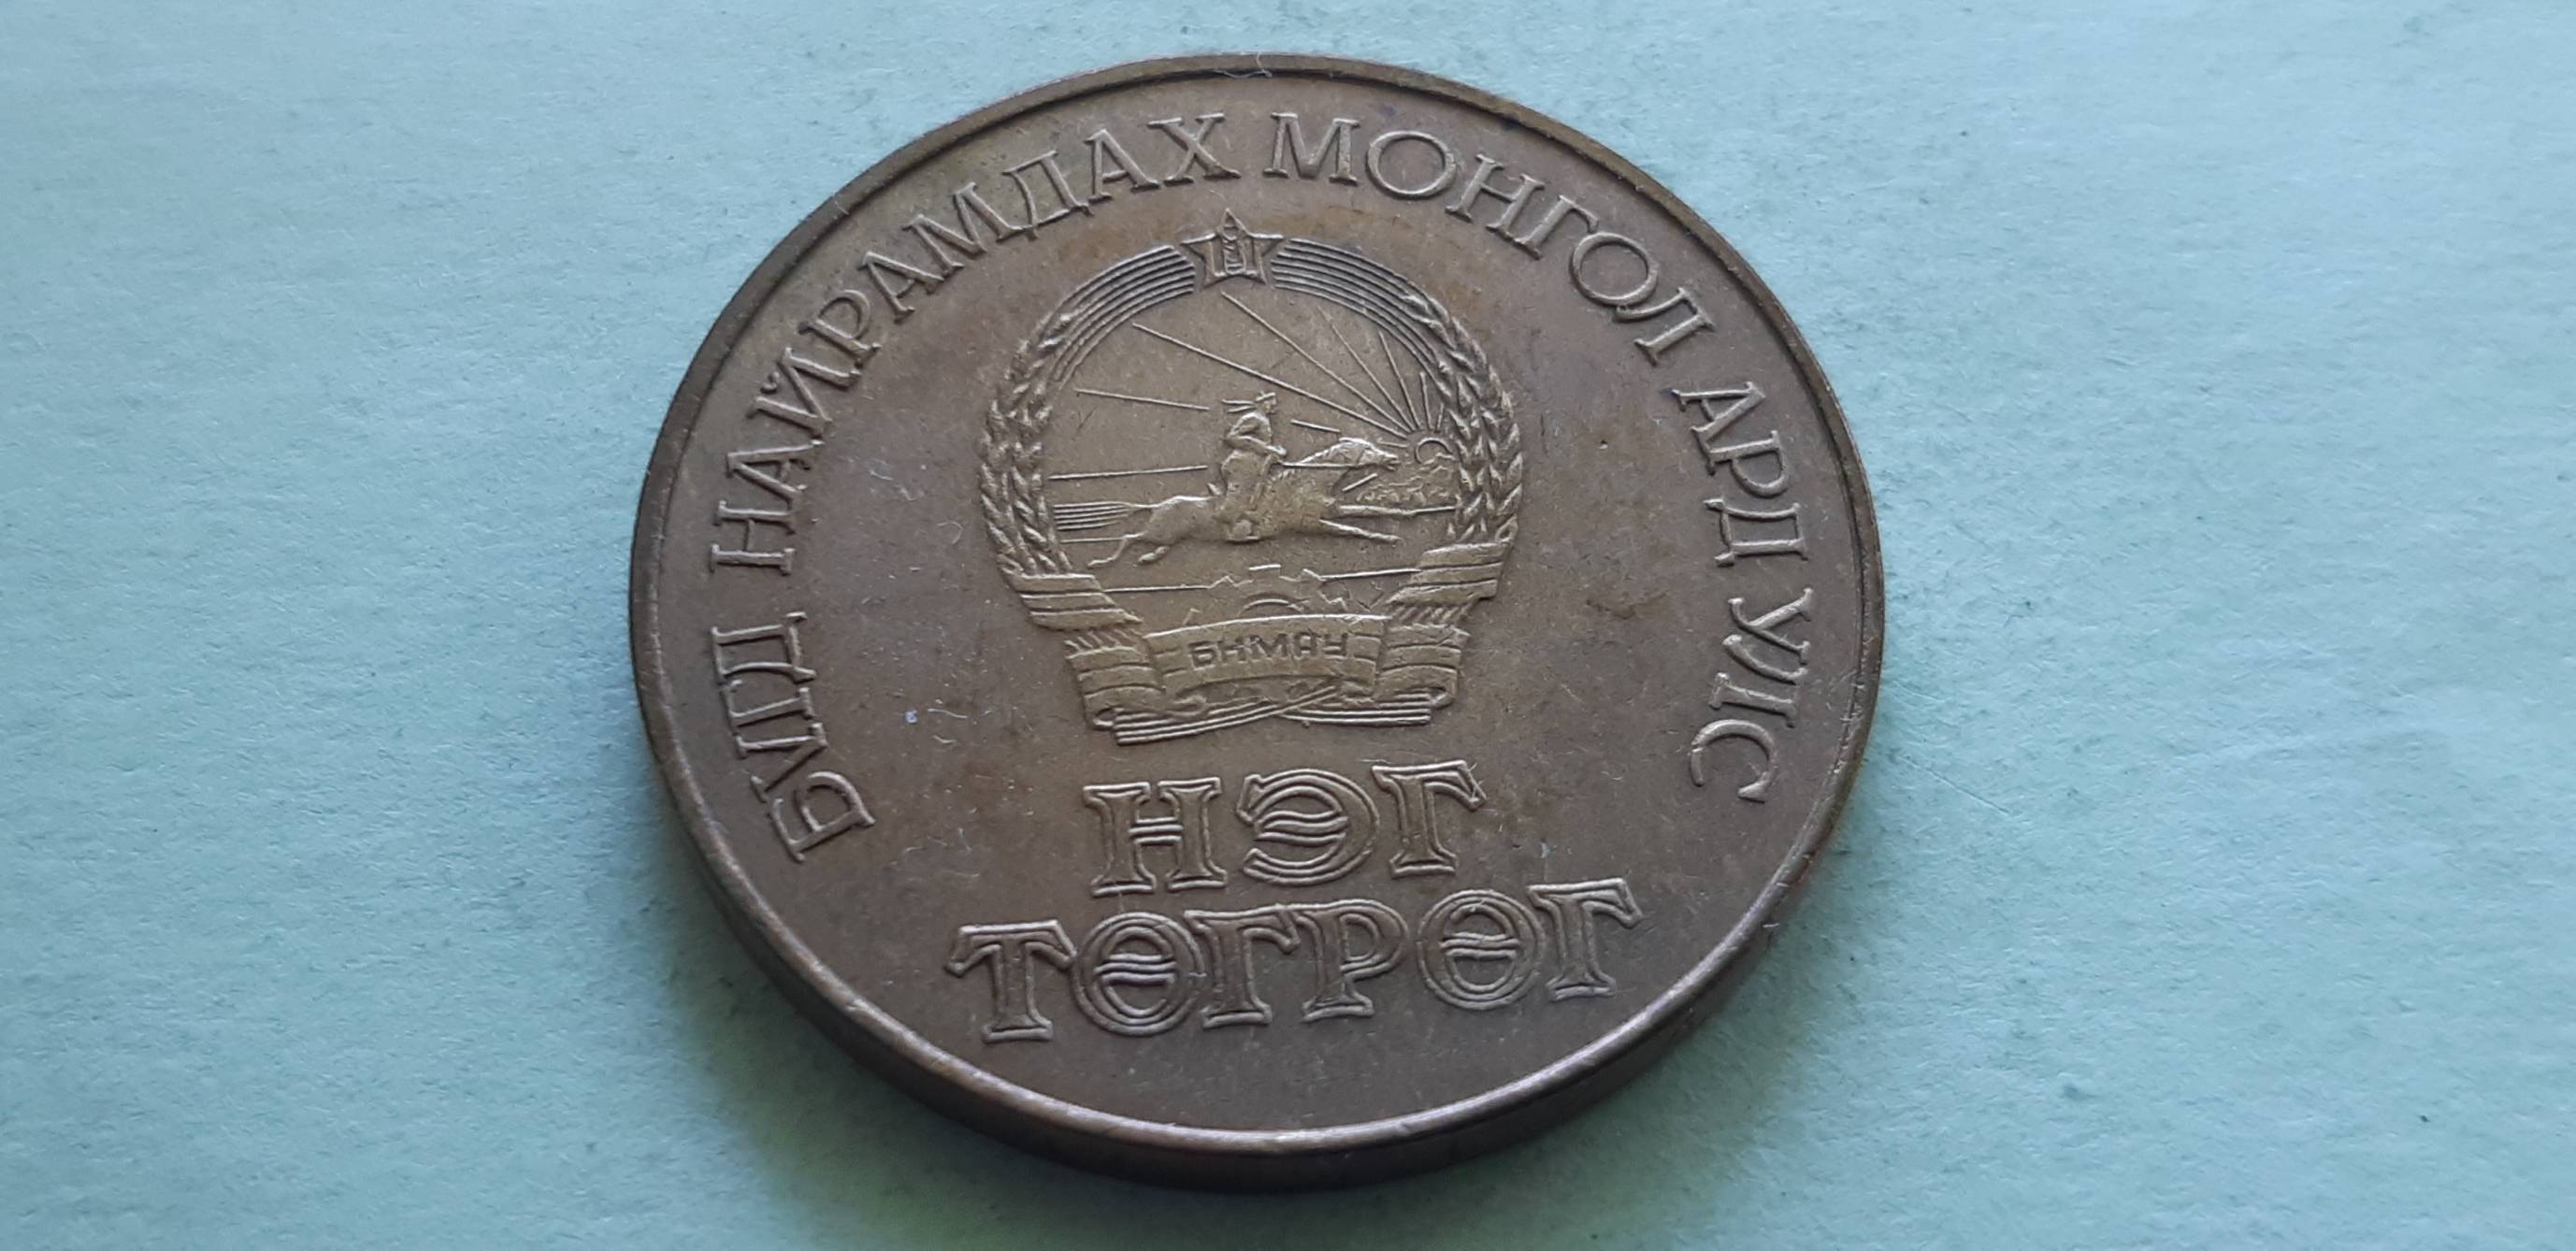 БҮГД НАЙРАМДАХ МОНГОЛ АРД УЛС
БНМАУ
НЭГ
ТӨГРӨГ